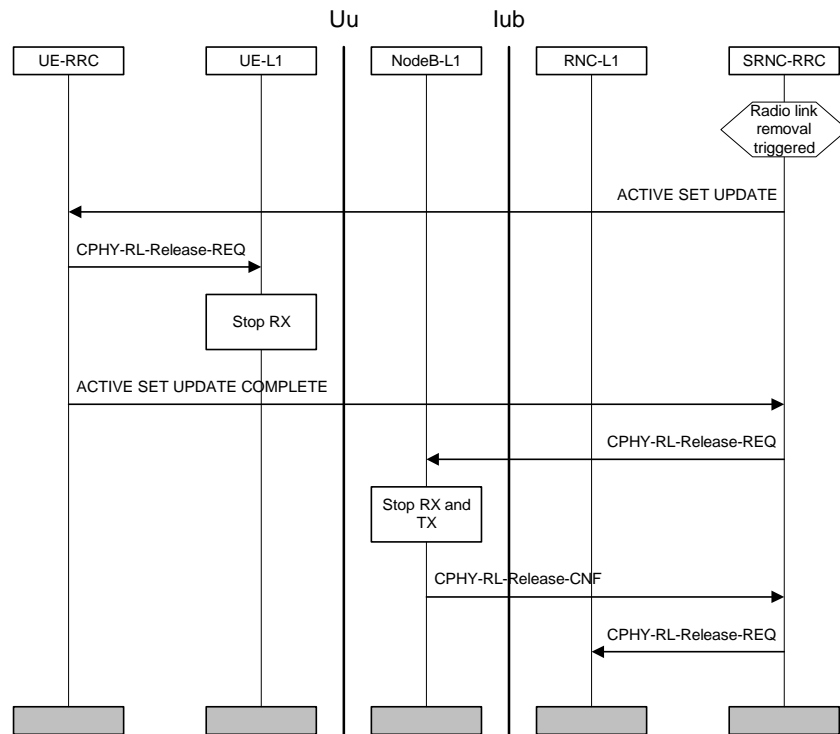 Uu
Iub
UE-RRC
UE-L1
NodeB-L1
RNC-L1
SRNC-RRC
Radio link
removal
triggered
ACTIVE SET UPDATE
CPHY-RL-Release-REQ
Stop RX
ACTIVE SET UPDATE COMPLETE
CPHY-RL-Release-REQ
Stop RX and
TX
CPHY-RL-Release-CNF
CPHY-RL-Release-REQ